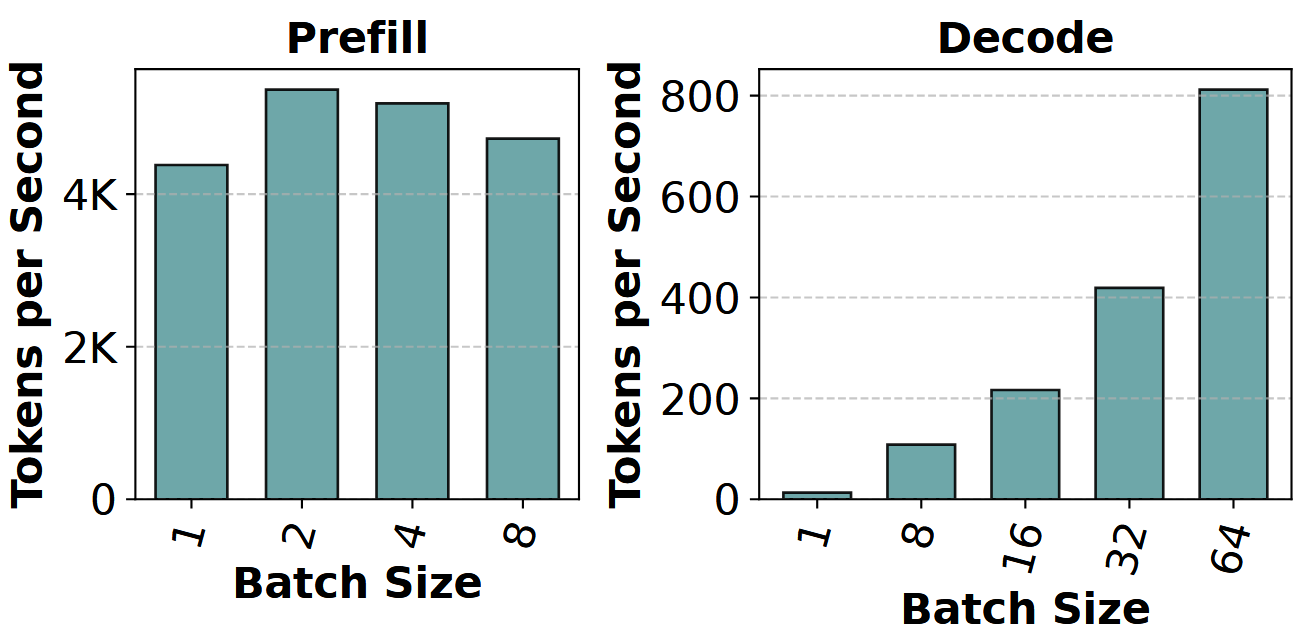 Prefill
Tokens per Second
4K
2K
0
1 2 4 8
Batch Size
Decode
Tokens per Second
800
600
400
200
0
1 8 16 32 64
Batch Size